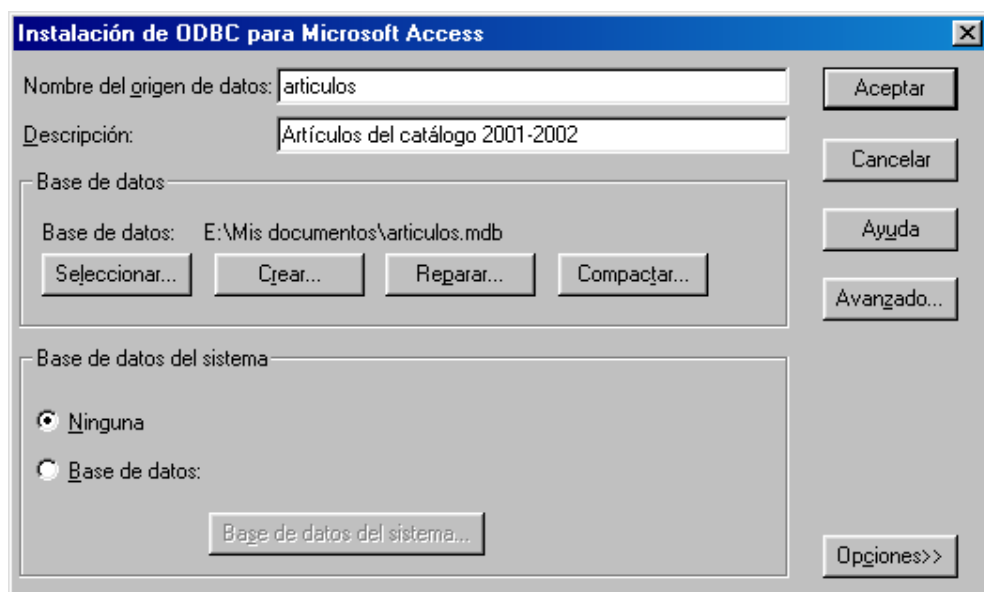 Instalación de ODBC para Microsoft Access
Nombre del origen de datos: articulos
Aceptar
Descripción: Artículos del catálogo 2001-2002
Cancelar
Base de datos
Base de datos: E:\Mis documentos\articulos.mdb
Ayuda
Seleccionar... Crear... Reparar... Compactar...
Avanzado...
Base de datos del sistema
Ninguna
Base de datos:
Base de datos del sistema...
Opciones>>